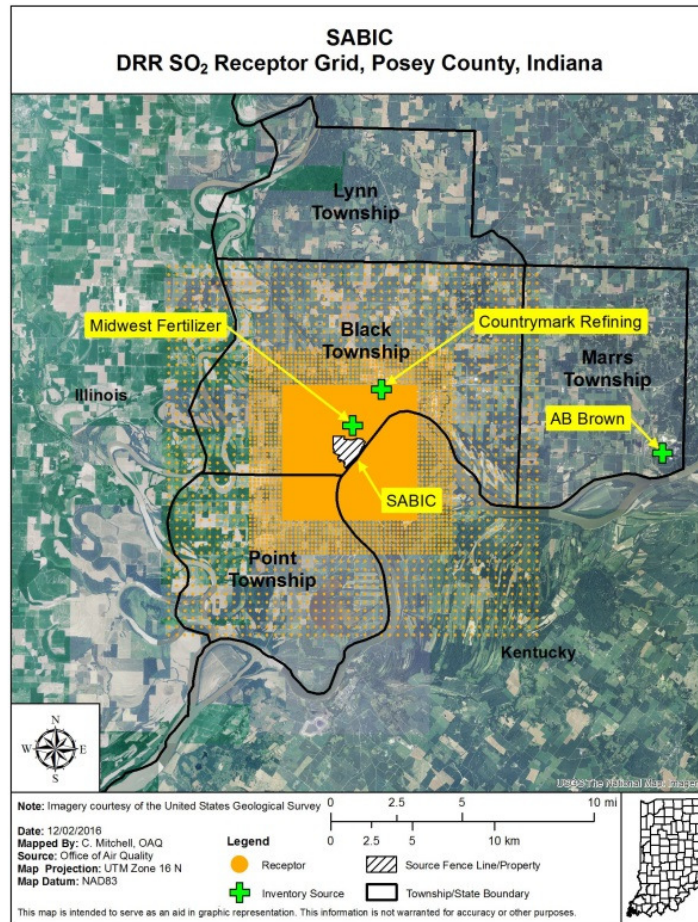 SABIC
DRR SO₂ Receptor Grid, Posey County, Indiana
Lynn
Township
Midwest Fertilizer
Black
Township
Countrymark Refining
Marrs
Township
Illinois
AB Brown
SABIC
Point
Township
Kentucky
N
W E
S
Note: Imagery courtesy of the United States Geological Survey
Date: 12/02/2016
Mapped By: C. Mitchell, OAQ
Source: Office of Air Quality
Map Projection: UTM Zone 16 N
Map Datum: NAD83
0 2.5 5 10 mi
0 2.5 5 10 km
Legend
Receptor
Source Fence Line/Property
Inventory Source
Township/State Boundary
This map is intended to serve as an aid in graphic representation. This information is not warranted for accuracy or other purposes.